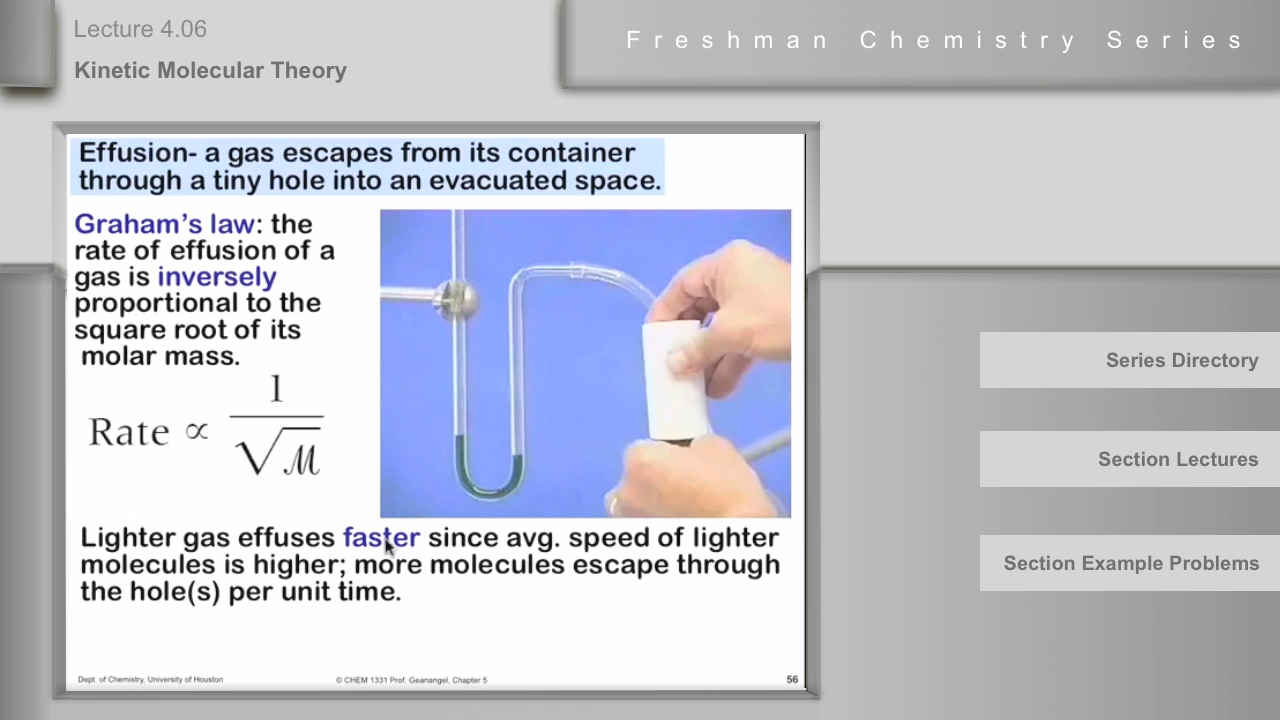 Lecture 4.06
Kinetic Molecular Theory
Freshman Chemistry Series
Effusion- a gas escapes from its container
through a tiny hole into an evacuated space.
Graham's law: the
rate of effusion of a
gas is inversely
proportional to the
square root of its
molar mass.
Rate ∝ 1/√ℳ
Lighter gas effuses faster since avg. speed of lighter
molecules is higher; more molecules escape through
the hole(s) per unit time.
Dept. of Chemistry, University of Houston
© CHEM 1331 Prof. Geanangel, Chapter 5
56
Series Directory
Section Lectures
Section Example Problems